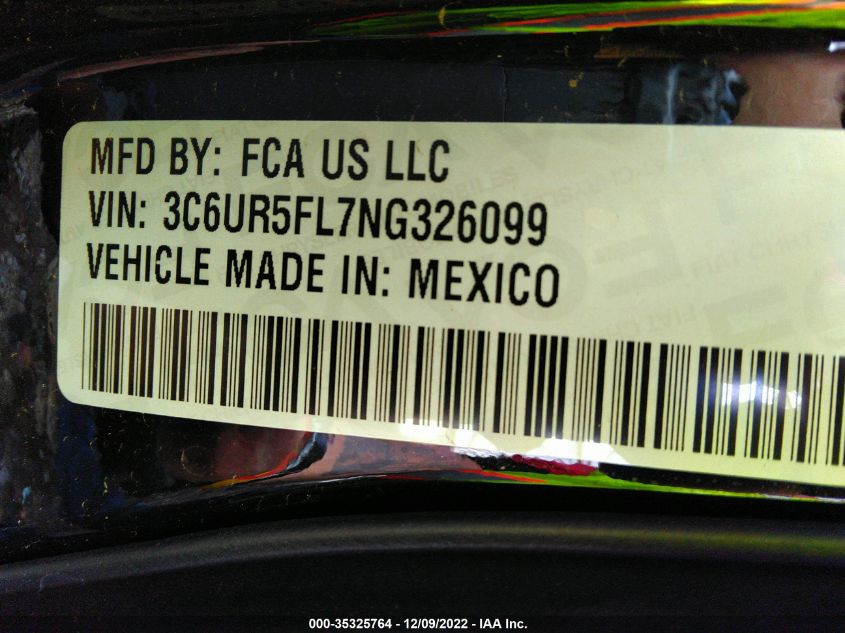 MFD BY: FCA US LLC
VIN: 3C6UR5FL7NG326099
VEHICLE MADE IN: MEXICO
000-35325764 - 12/09/2022 - IAA Inc.